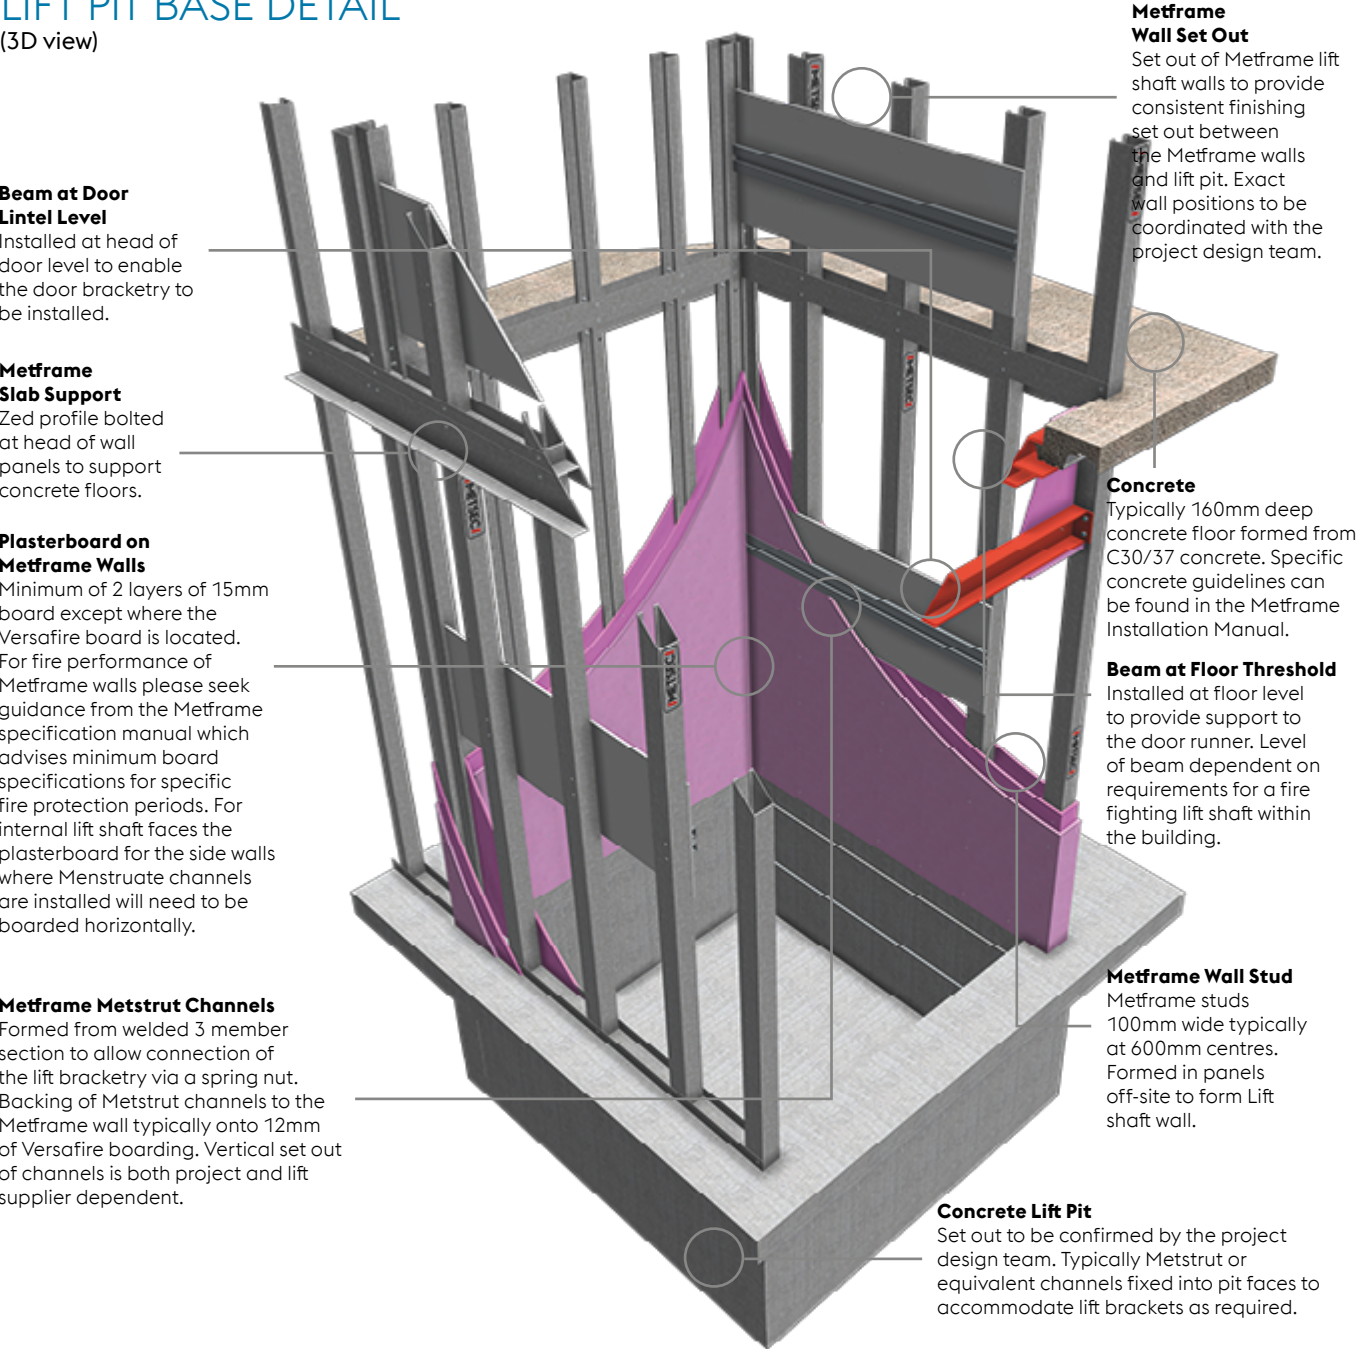 LIFT PIT BASE DETAIL
(3D view)
Metframe
Wall Set Out
Set out of Metframe lift
shaft walls to provide
consistent finishing
set out between
the Metframe walls
and lift pit. Exact
wall positions to be
coordinated with the
project design team.
Beam at Door
Lintel Level
Installed at head of
door level to enable
the door bracketry to
be installed.
Metframe
Slab Support
Zed profile bolted
at head of wall
panels to support
concrete floors.
Plasterboard on
Metframe Walls
Minimum of 2 layers of 15mm
board except where the
Versafire board is located.
For fire performance of
Metframe walls please seek
guidance from the Metframe
specification manual which
advises minimum board
specifications for specific
fire protection periods. For
internal lift shaft faces the
plasterboard for the side walls
where Menstruate channels
are installed will need to be
boarded horizontally.
Metframe Metstrut Channels
Formed from welded 3 member
section to allow connection of
the lift bracketry via a spring nut.
Backing of Metstrut channels to the
Metframe wall typically onto 12mm
of Versafire boarding. Vertical set out
of channels is both project and lift
supplier dependent.
Concrete
Typically 160mm deep
concrete floor formed from
C30/37 concrete. Specific
concrete guidelines can
be found in the Metframe
Installation Manual.
Beam at Floor Threshold
Installed at floor level
to provide support to
the door runner. Level
of beam dependent on
requirements for a fire
fighting lift shaft within
the building.
Metframe Wall Stud
Metframe studs
100mm wide typically
at 600mm centres.
Formed in panels
off-site to form Lift
shaft wall.
Concrete Lift Pit
Set out to be confirmed by the project
design team. Typically Metstrut or
equivalent channels fixed into pit faces to
accommodate lift brackets as required.
METSEC
METSEC
METSEC
METSEC